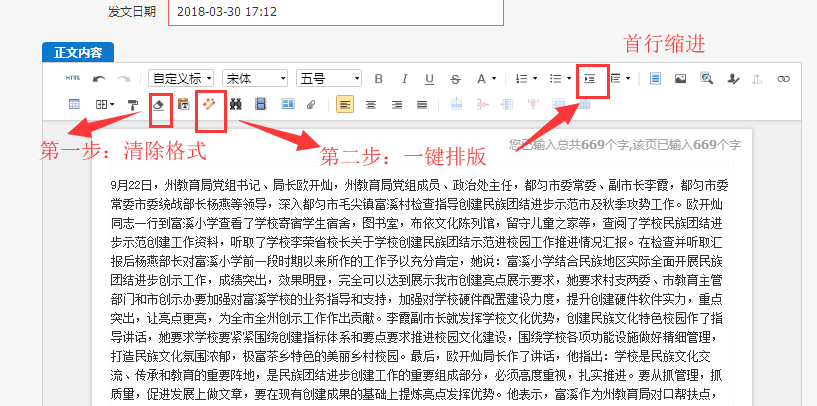 发文日期
2018-03-30 17:12
首行缩进
正文内容
HTML
自定义标
宋体
五号
B I U S A
第一步：清除格式
第二步：一键排版
您已输入总共669个字,该页已输入669个字
9月22日，州教育局党组书记、局长欧开灿，州教育局党组成员、政治处主任，都匀市委常委、副市长李霞，都匀市委
常委市委统战部长杨燕等领导，深入都匀市毛尖镇富溪村检查指导创建民族团结进步示范市及秋季攻势工作。欧开灿
同志一行到富溪小学查看了学校寄宿学生宿舍，图书室，布依文化陈列馆，留守儿童之家等，查阅了学校民族团结进
步示范创建工作资料，听取了学校李荣省校长关于学校创建民族团结示范进校园工作推进情况汇报。在检查并听取汇
报后杨燕部长对富溪小学前一段时期以来所作的工作予以充分肯定，她说：富溪小学结合民族地区实际全面开展民族
团结进步创示工作，成绩突出，效果明显，完全可以达到展示我市创建亮点展示要求，她要求村支两委、市教育主管
部门和市创示办要加强对富溪学校的业务指导和支持，加强对学校硬件配置建设力度，提升创建硬件软件实力，重点
突出，让亮点更亮，为全市全州创示工作作出贡献。李霞副市长就发挥学校文化优势，创建民族文化特色校园作了指
导讲话，她要求学校要紧紧围绕创建指标体系和要点要求推进校园文化建设，围绕学校各项功能设施做好精细管理，
打造民族文化氛围浓郁，极富茶乡特色的美丽乡村校园。最后，欧开灿局长作了讲话，他指出：学校是民族文化交
流、传承和教育的重要阵地，是民族团结进步创建工作的重要组成部分，必须高度重视，扎实推进。要从抓管理，抓
质量，促进发展上做文章，要在现有创建成果的基础上提炼亮点发挥优势。他表示，富溪作为州教育局对口帮扶点，